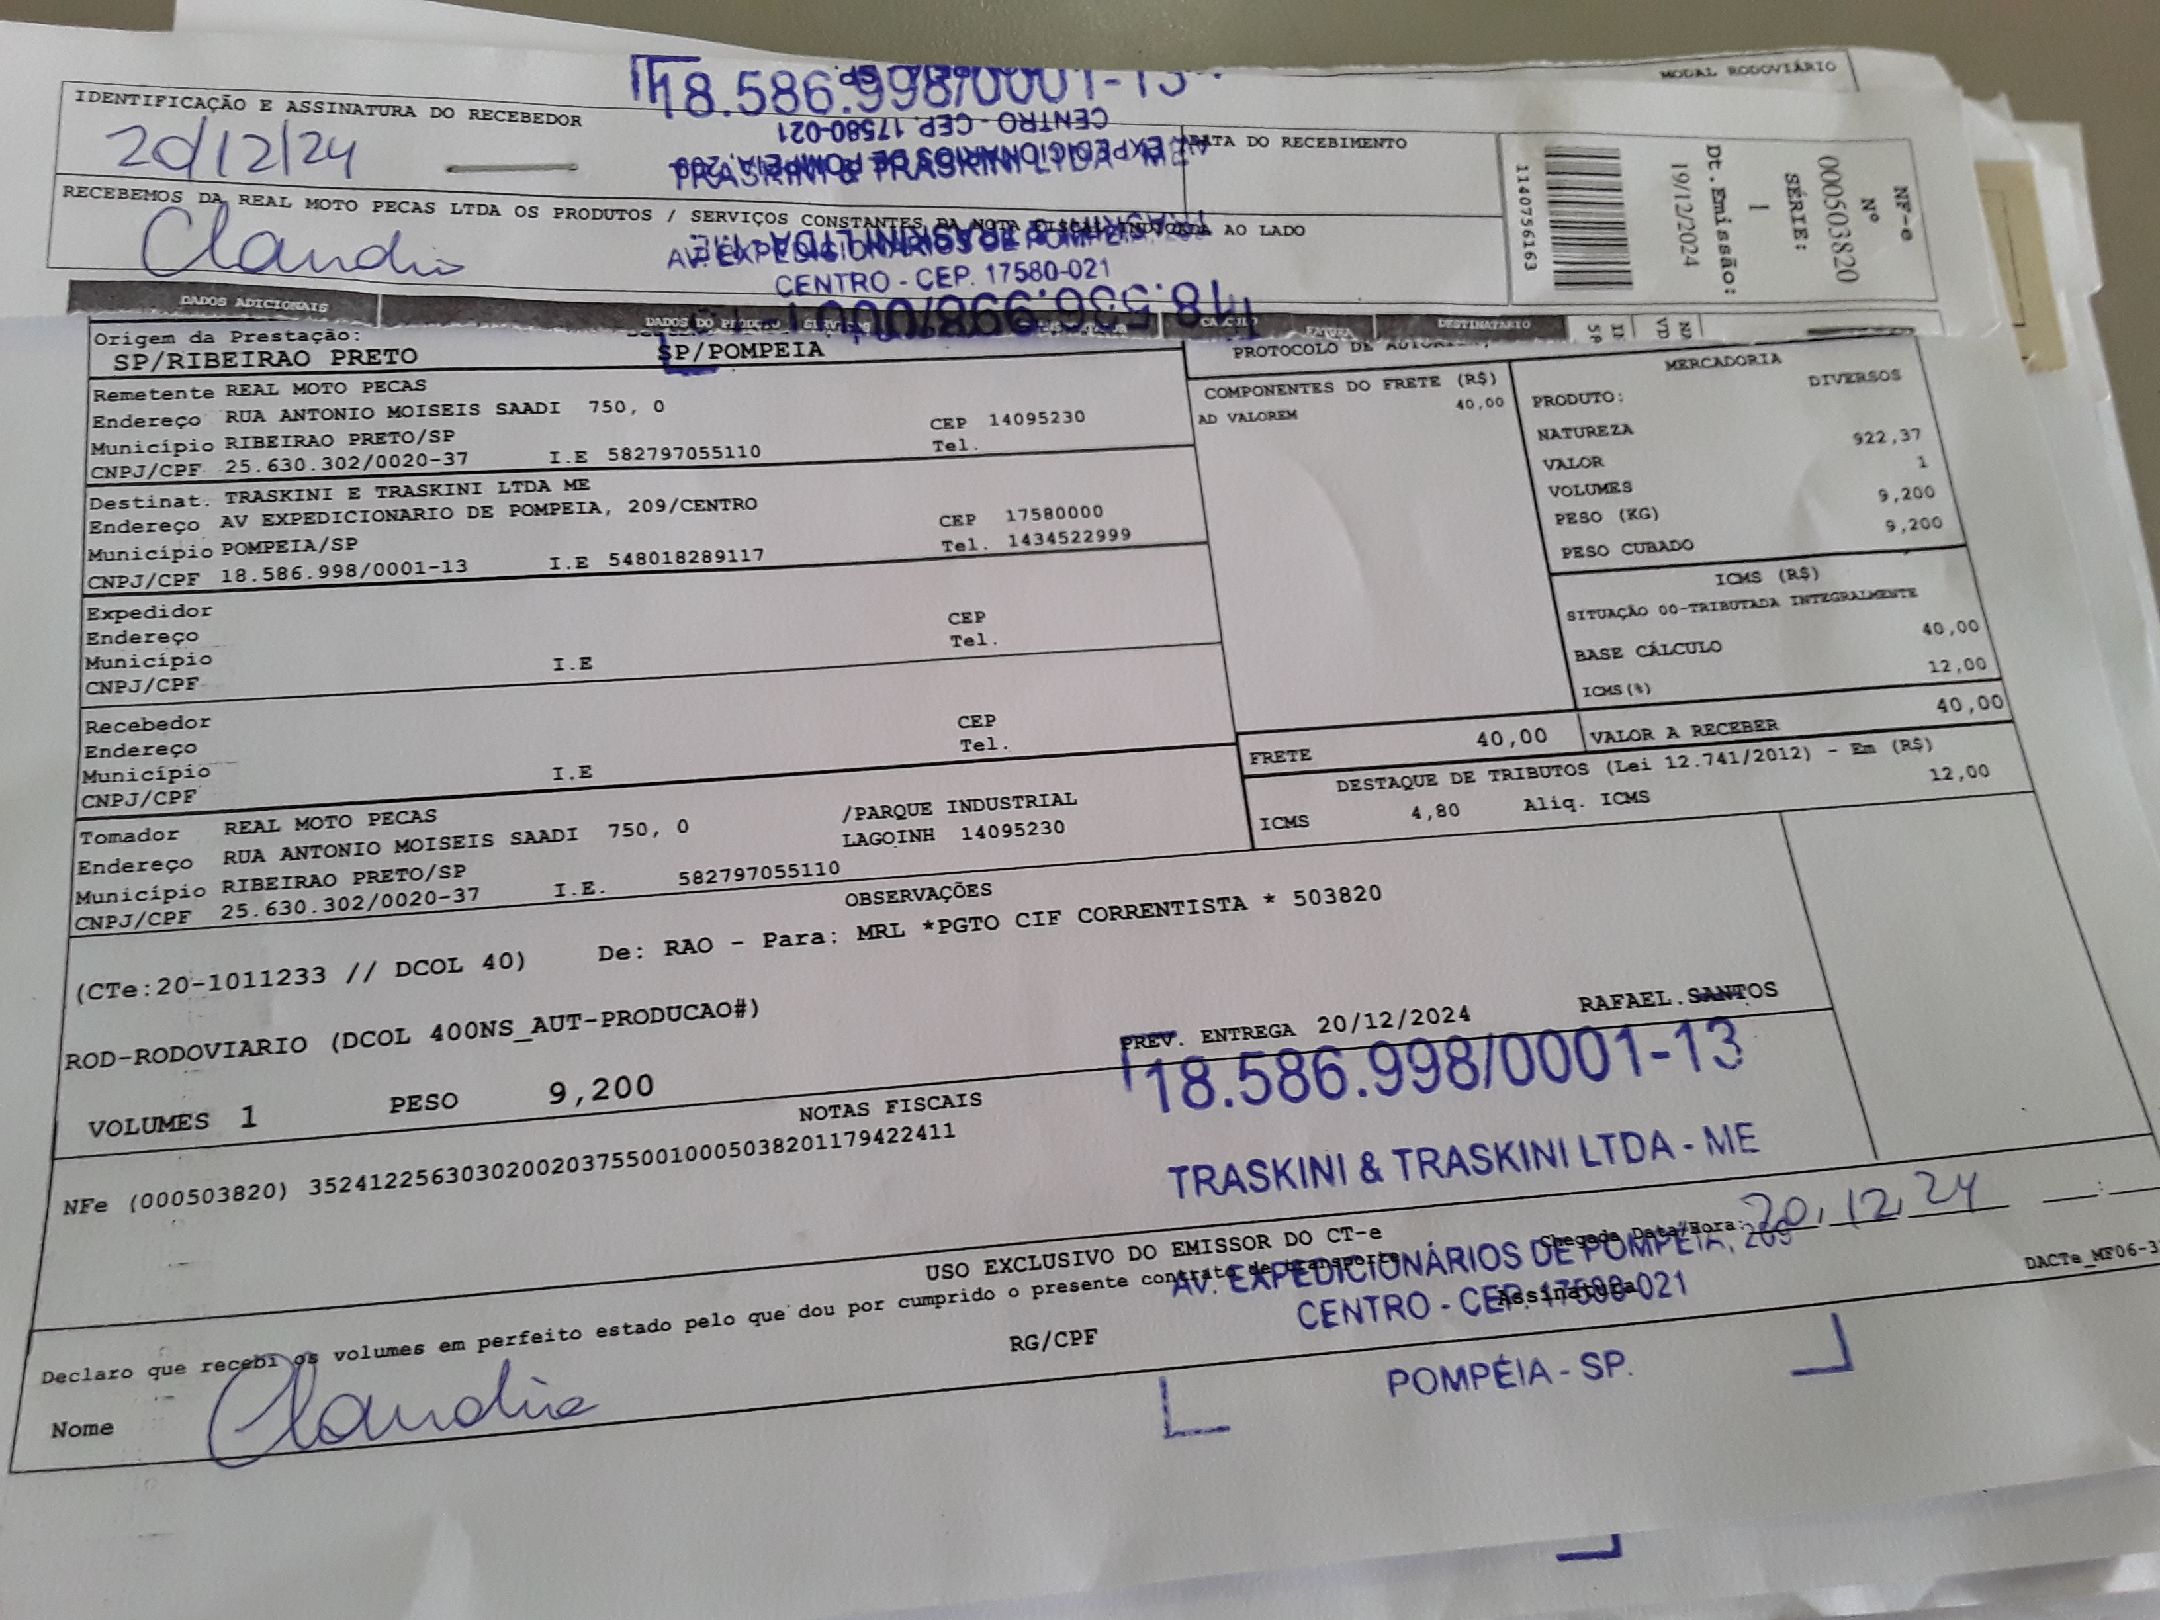 MODAL RODOVIÁRIO
IDENTIFICAÇÃO E ASSINATURA DO RECEBEDOR
20/12/24
18.586.998/0001-13
CENTRO - CEP. 17580-021
DATA DO RECEBIMENTO
RECEBEMOS DA REAL MOTO PECAS LTDA OS PRODUTOS / SERVIÇOS CONSTANTES DA NOTA FISCAL INDICADA AO LADO
Claudia
CENTRO - CEP. 17580-021
1140756163
NF-e
Nº
000503820
SÉRIE:
1
Dt.Emissão:
19/12/2024
DADOS ADICIONAIS
DESTINATARIO
Origem da Prestação:
SP/RIBEIRAO PRETO
SP/POMPEIA
Remetente REAL MOTO PECAS
Endereço RUA ANTONIO MOISEIS SAADI 750, 0
CEP 14095230
Município RIBEIRAO PRETO/SP
Tel.
CNPJ/CPF 25.630.302/0020-37 I.E 582797055110
Destinat. TRASKINI E TRASKINI LTDA ME
Endereço AV EXPEDICIONARIO DE POMPEIA, 209/CENTRO
CEP 17580000
Município POMPEIA/SP
Tel. 1434522999
CNPJ/CPF 18.586.998/0001-13 I.E 548018289117
Expedidor
Endereço
CEP
Município
Tel.
I.E
CNPJ/CPF
Recebedor
Endereço
CEP
Município
Tel.
I.E
CNPJ/CPF
Tomador REAL MOTO PECAS
Endereço RUA ANTONIO MOISEIS SAADI 750, 0
/PARQUE INDUSTRIAL
LAGOINH 14095230
Município RIBEIRAO PRETO/SP
CNPJ/CPF 25.630.302/0020-37 I.E. 582797055110
PROTOCOLO DE
COMPONENTES DO FRETE (R$)
AD VALOREM 40,00
MERCADORIA
PRODUTO: DIVERSOS
NATUREZA
VALOR 922,37
VOLUMES 1
PESO (KG) 9,200
PESO CUBADO 9,200
ICMS (R$)
SITUAÇÃO 00-TRIBUTADA INTEGRALMENTE
BASE CÁLCULO 40,00
ICMS(%) 12,00
FRETE 40,00
VALOR A RECEBER 40,00
DESTAQUE DE TRIBUTOS (Lei 12.741/2012) - Em (R$)
ICMS 4,80 Aliq. ICMS 12,00
OBSERVAÇÕES
(CTe:20-1011233 // DCOL 40) De: RAO - Para: MRL *PGTO CIF CORRENTISTA * 503820
ROD-RODOVIARIO (DCOL 400NS_AUT-PRODUCAO#)
PREV. ENTREGA 20/12/2024 RAFAEL.SANTOS
VOLUMES 1 PESO 9,200
18.586.998/0001-13
NOTAS FISCAIS
NFe (000503820) 35241225630302002037550010005038201179422411
TRASKINI & TRASKINI LTDA - ME
USO EXCLUSIVO DO EMISSOR DO CT-e
Chegada Data/Hora: 20/12/24
AV. EXPEDICIONÁRIOS DE POMPÉIA, 209
DACTe_MF06-3
Declaro que recebi os volumes em perfeito estado pelo que dou por cumprido o presente contrato de transporte
CENTRO - CEP. 17580-021
Assinatura
RG/CPF
Nome Claudia
POMPÉIA - SP.